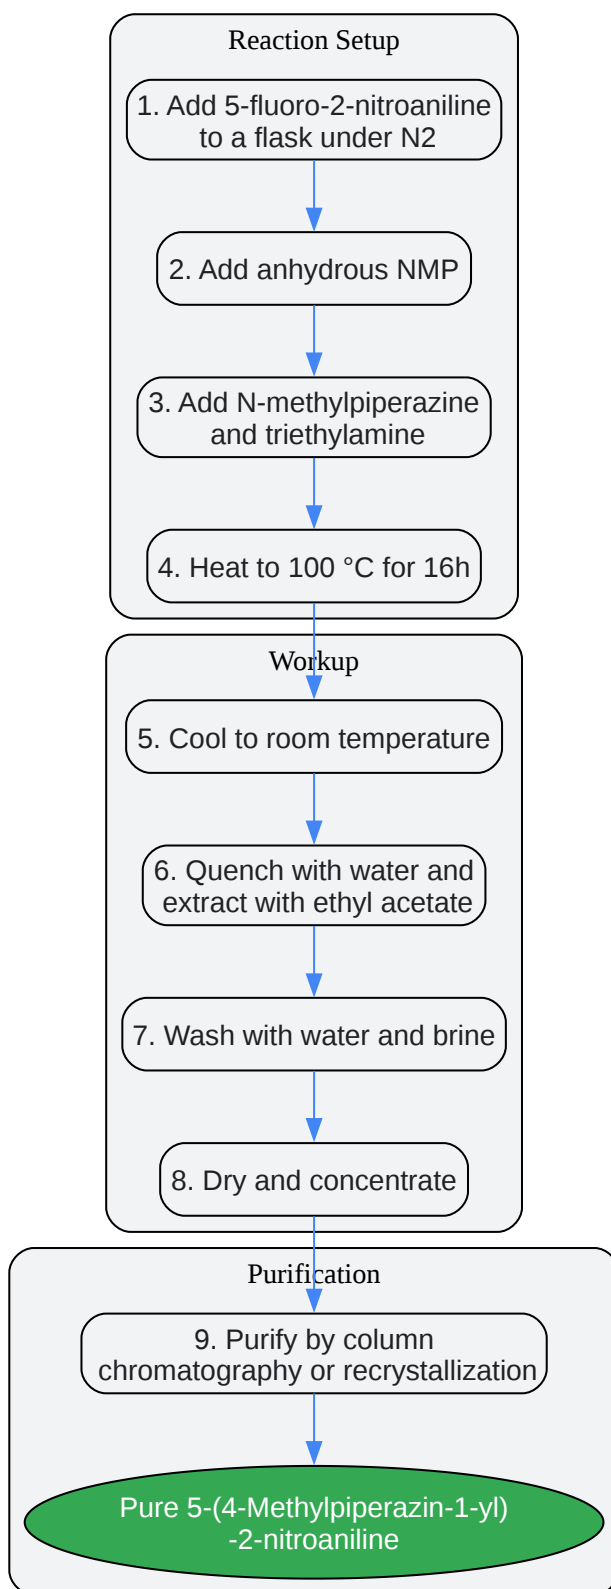 Reaction Setup
1. Add 5-fluoro-2-nitroaniline
to a flask under N2
2. Add anhydrous NMP
3. Add N-methylpiperazine
and triethylamine
4. Heat to 100 °C for 16h
Workup
5. Cool to room temperature
6. Quench with water and
extract with ethyl acetate
7. Wash with water and brine
8. Dry and concentrate
Purification
9. Purify by column
chromatography or recrystallization
Pure 5-(4-Methylpiperazin-1-yl)
-2-nitroaniline